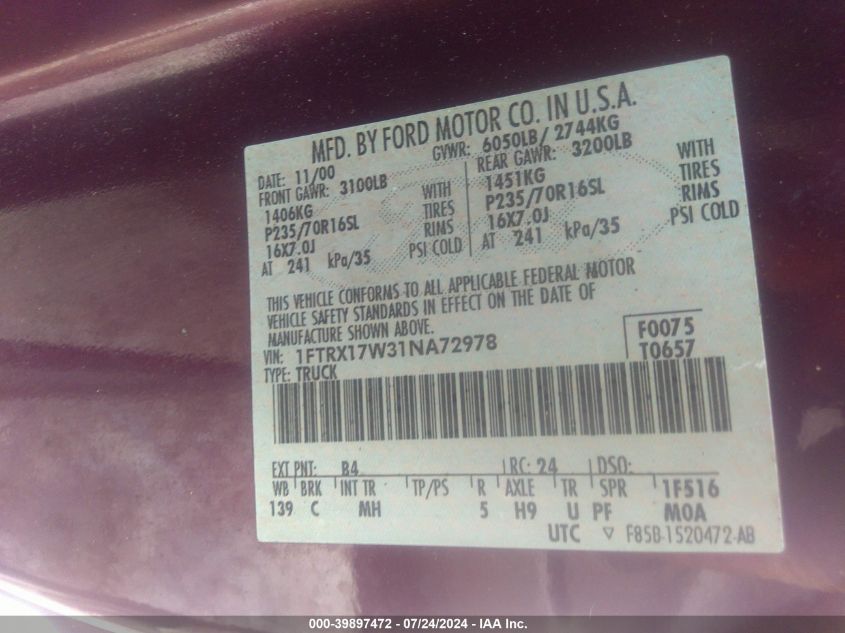 MFD. BY FORD MOTOR CO. IN U.S.A.
DATE: 11/00 GVWR: 6050LB/ 2744KG
FRONT GAWR: 3100LB REAR GAWR: 3200LB
1406KG WITH 1451KG WITH
P235/70R16SL TIRES P235/70R16SL TIRES
16X7.0J RIMS 16X7.0J RIMS
AT 241 kPa/35 PSI COLD AT 241 kPa/35 PSI COLD
THIS VEHICLE CONFORMS TO ALL APPLICABLE FEDERAL MOTOR
VEHICLE SAFETY STANDARDS IN EFFECT ON THE DATE OF
MANUFACTURE SHOWN ABOVE.
VIN: 1FTRX17W31NA72978 F0075
TYPE: TRUCK T0657
EXT PNT: B4 RC: 24 DSO:
WB BRK INT TR TP/PS R AXLE TR SPR 1F516
139 C MH 5 H9 U PF M0A
UTC ▽ F85B-1520472-AB
000-39897472 - 07/24/2024 - IAA Inc.